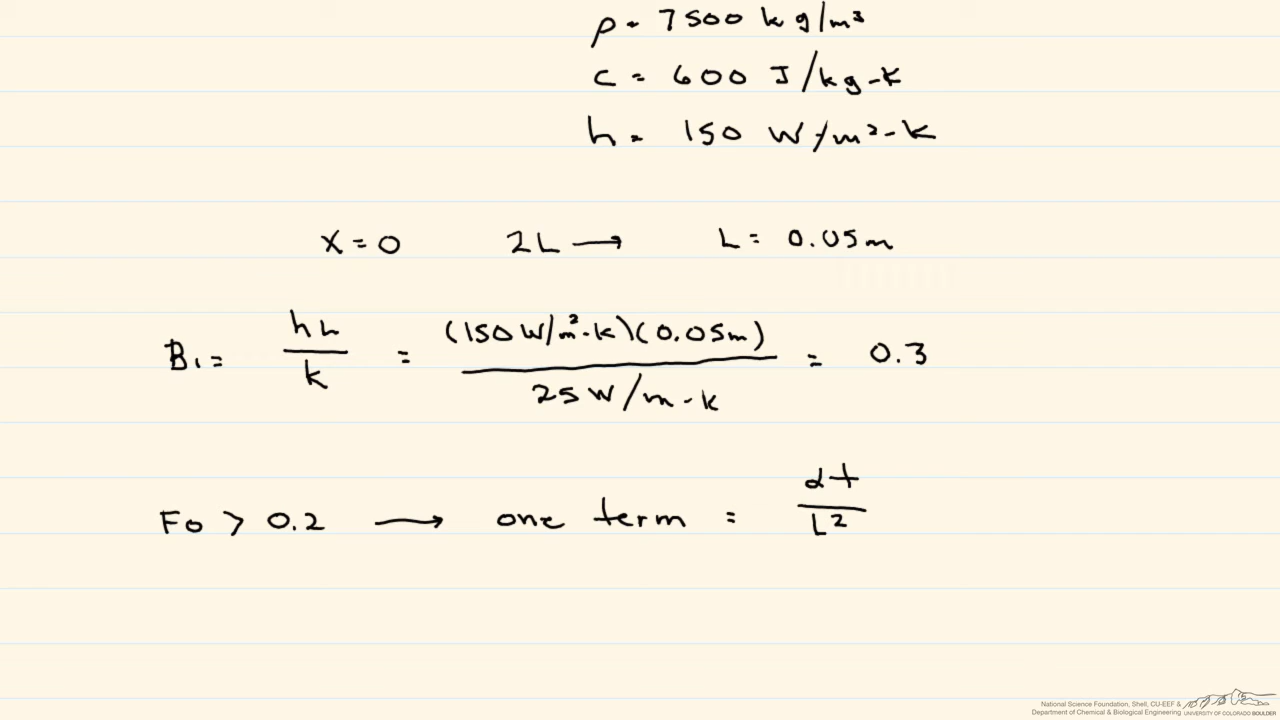 ρ = 7500 kg/m³
c = 600 J/kg-K
h = 150 W/m²-K
X = 0 2L → L = 0.05m
Bi = hL/k = (150 W/m²-K)(0.05m)/25 W/m-K = 0.3
Fo > 0.2 → one term = αt/L²
National Science Foundation, Shell, CU-EEF &
Department of Chemical & Biological Engineering UNIVERSITY OF COLORADO BOULDER